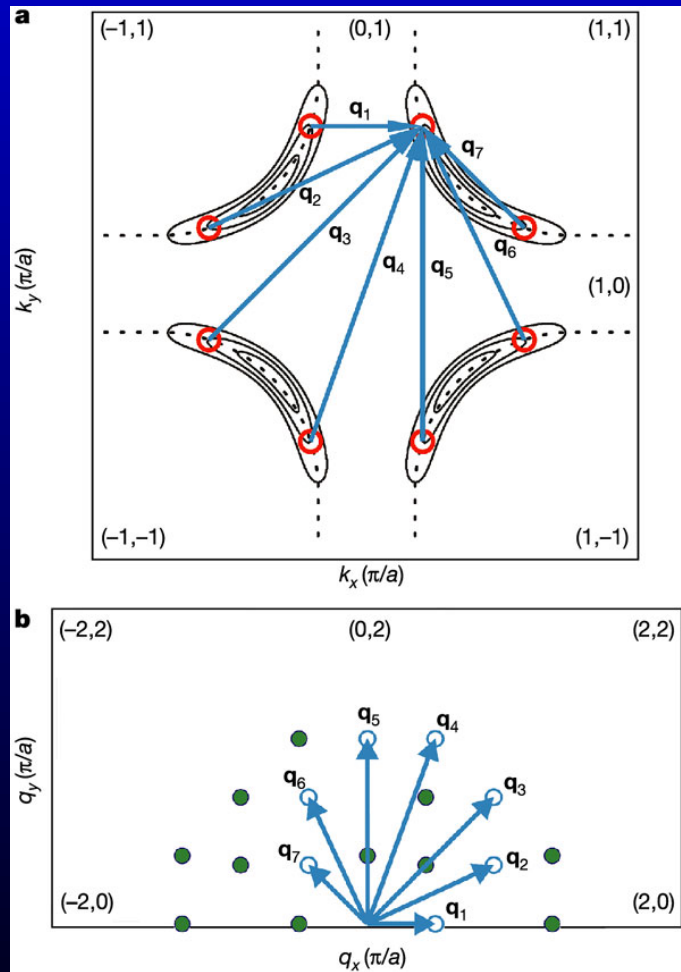 a
(–1,1) (0,1) (1,1)
q1
q7
q2
q3
q6
q4 q5
(1,0)
ky (π/a)
(–1,–1) (1,–1)
kx (π/a)
b
(–2,2) (0,2) (2,2)
q5 q4
q6 q3
q7 q2
q1
qy (π/a)
(–2,0) (2,0)
qx (π/a)